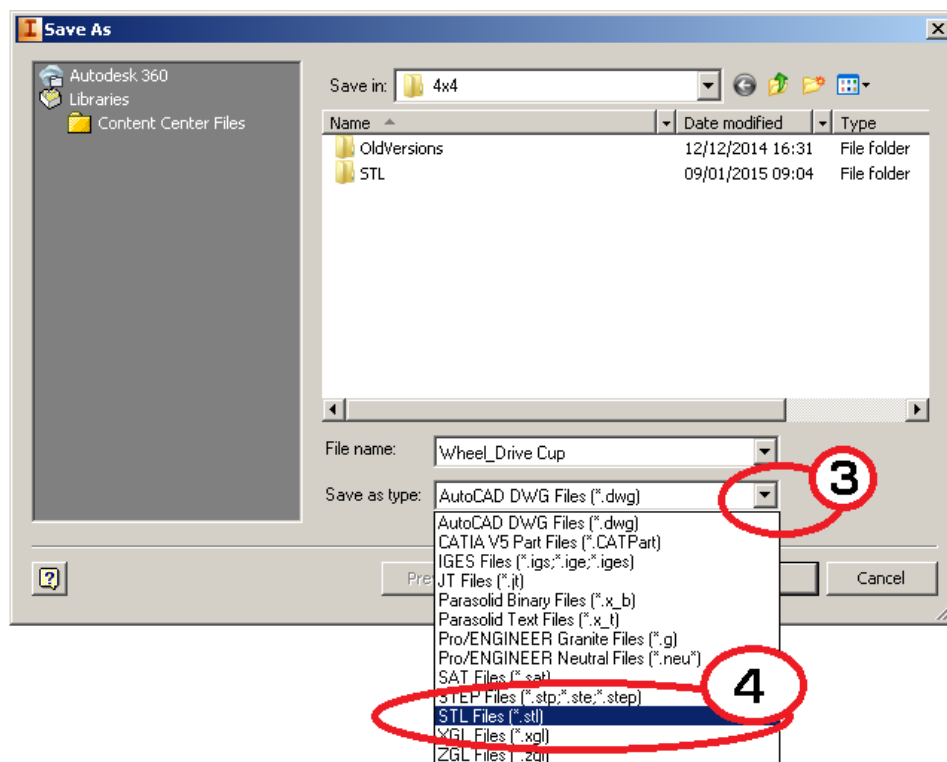 Save As
Autodesk 360
Libraries
Content Center Files
Save in: 4x4
Name Date modified Type
OldVersions 12/12/2014 16:31 File folder
STL 09/01/2015 09:04 File folder
File name: Wheel_Drive Cup
3
Save as type: AutoCAD DWG Files (*.dwg)
AutoCAD DWG Files (*.dwg)
CATIA V5 Part Files (*.CATPart)
IGES Files (*.igs;*.ige;*.iges)
Cancel
JT Files (*.jt)
Parasolid Binary Files (*.x_b)
Parasolid Text Files (*.x_t)
Pro/ENGINEER Granite Files (*.g)
Pro/ENGINEER Neutral Files (*.neu*)
SAT Files (*.sat)
4
STEP Files (*.stp;*.ste;*.step)
STL Files (*.stl)
XGL Files (*.xgl)
ZGL Files (*.zgl)